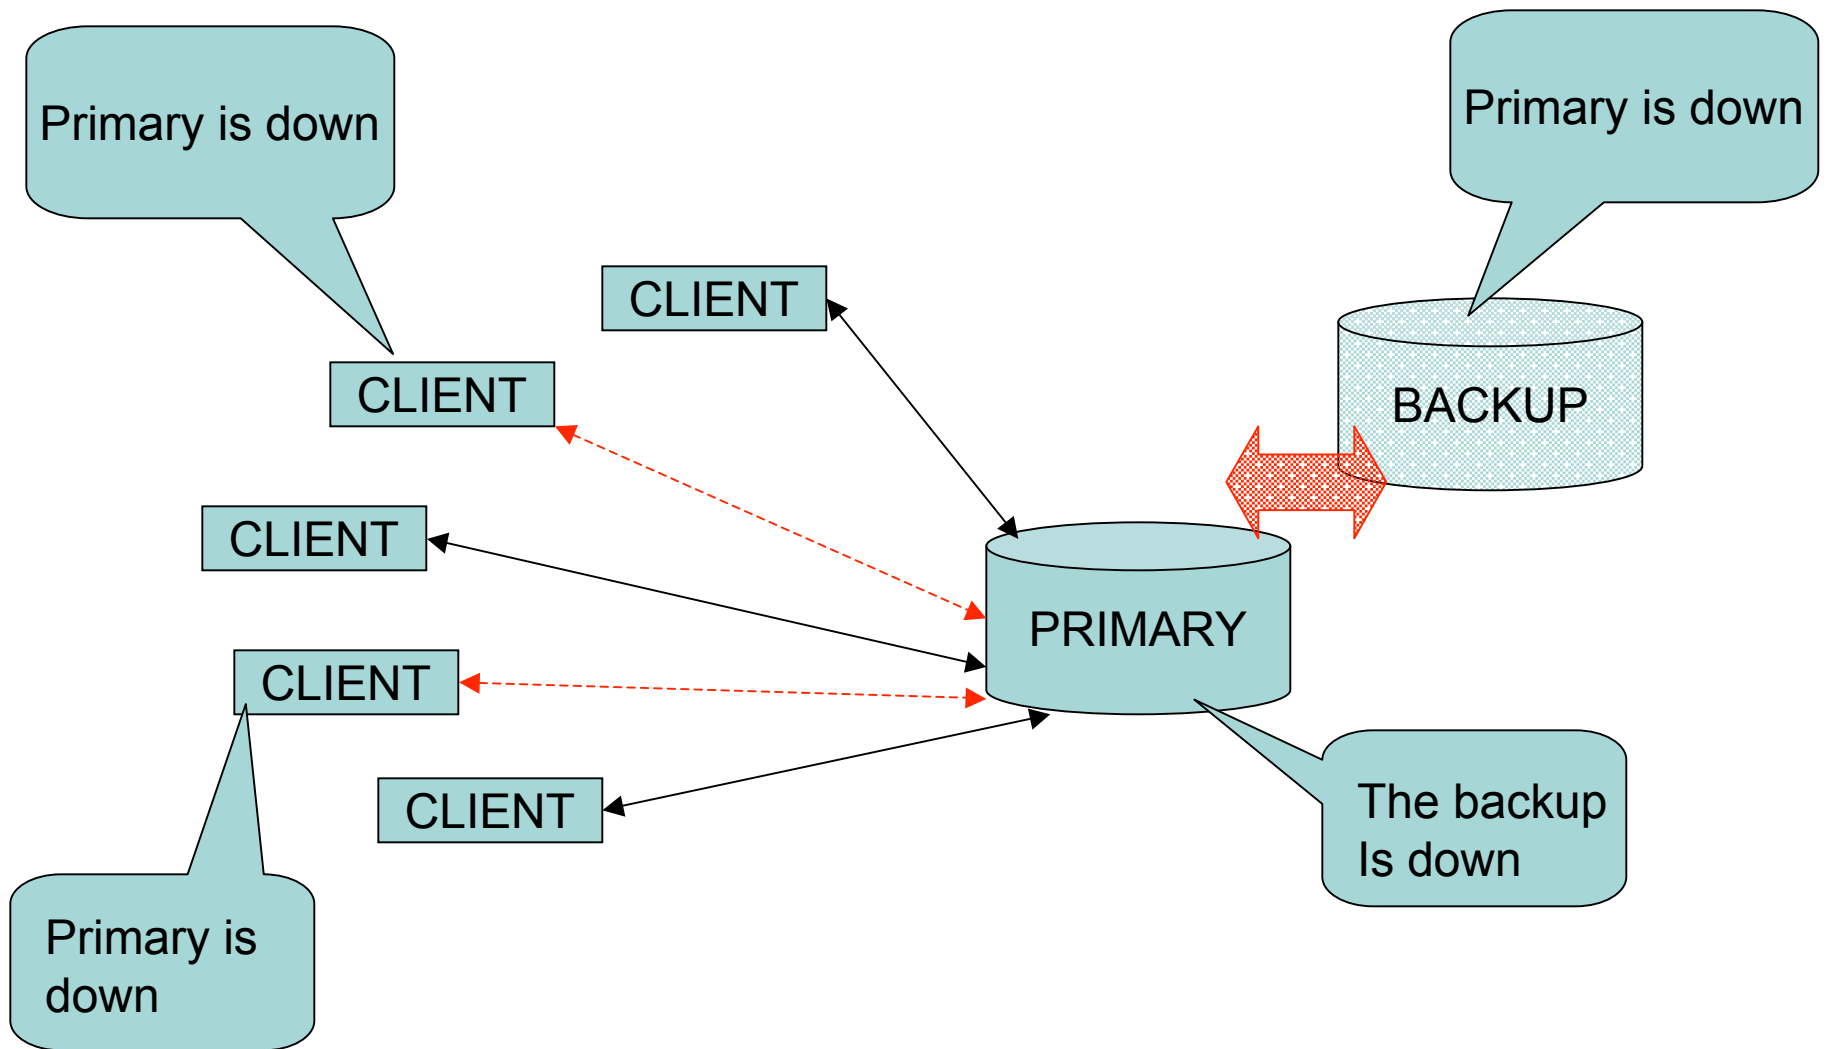 Primary is down
Primary is down
CLIENT
CLIENT
BACKUP
CLIENT
PRIMARY
CLIENT
CLIENT
The backup
Is down
Primary is
down